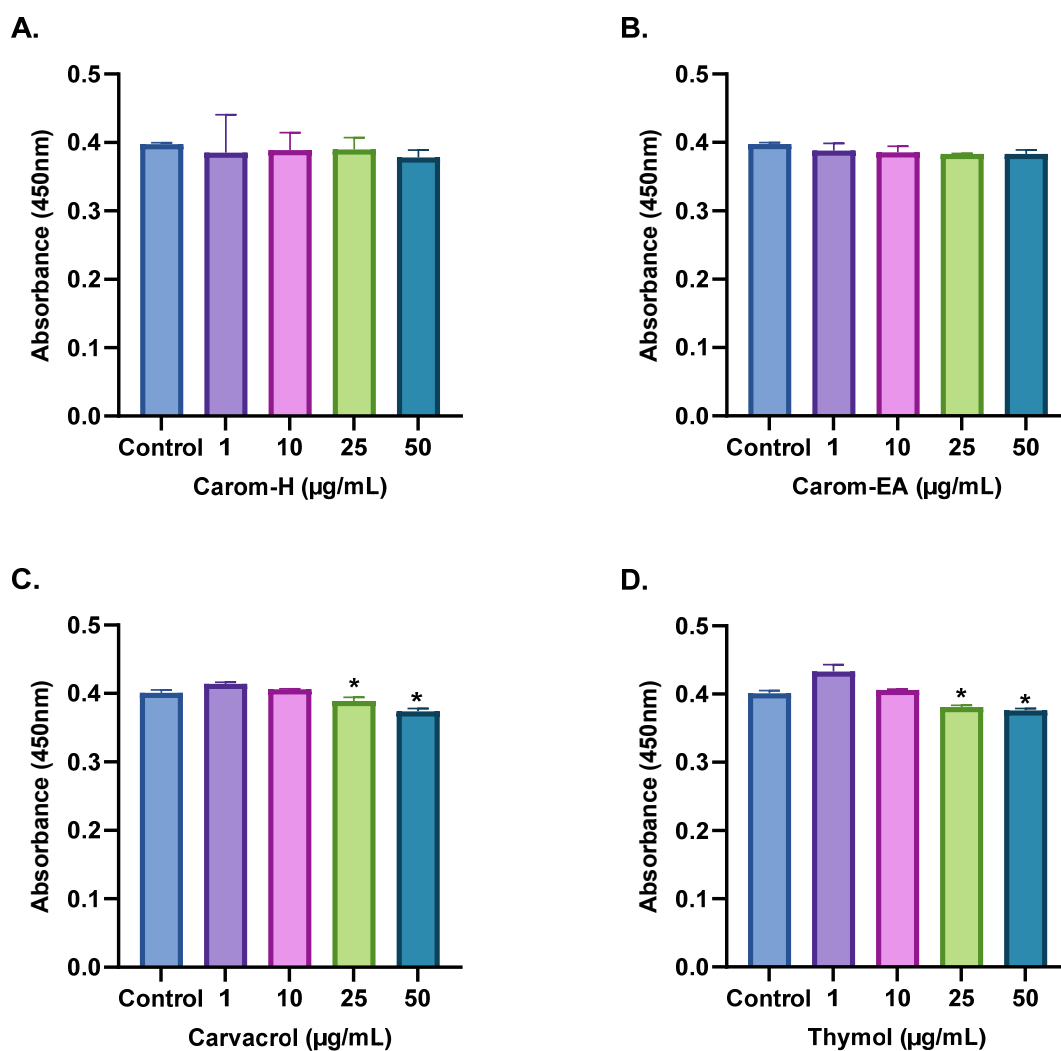 A.
Absorbance (450nm)
0.5
0.4
0.3
0.2
0.1
0.0
Control 1 10 25 50
Carom-H (µg/mL)
B.
Absorbance (450nm)
0.5
0.4
0.3
0.2
0.1
0.0
Control 1 10 25 50
Carom-EA (µg/mL)
C.
Absorbance (450nm)
0.5
0.4
0.3
0.2
0.1
0.0
* *
Control 1 10 25 50
Carvacrol (µg/mL)
D.
Absorbance (450nm)
0.5
0.4
0.3
0.2
0.1
0.0
* *
Control 1 10 25 50
Thymol (µg/mL)